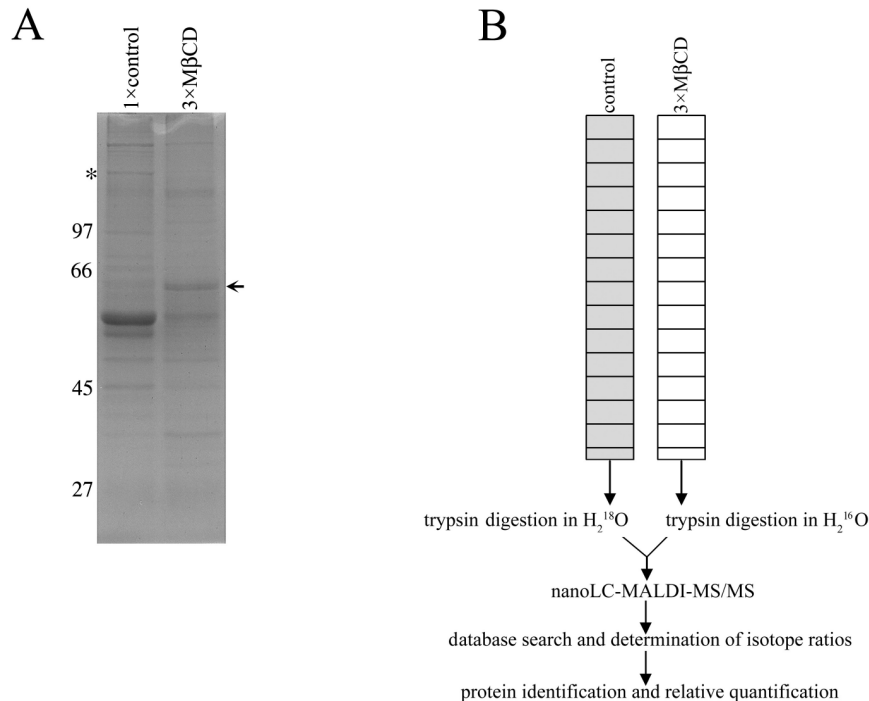 A
1×control
3×MβCD
*
97
66
45
27
B
control
3×MβCD
trypsin digestion in H₂¹⁸O
trypsin digestion in H₂¹⁶O
nanoLC-MALDI-MS/MS
database search and determination of isotope ratios
protein identification and relative quantification